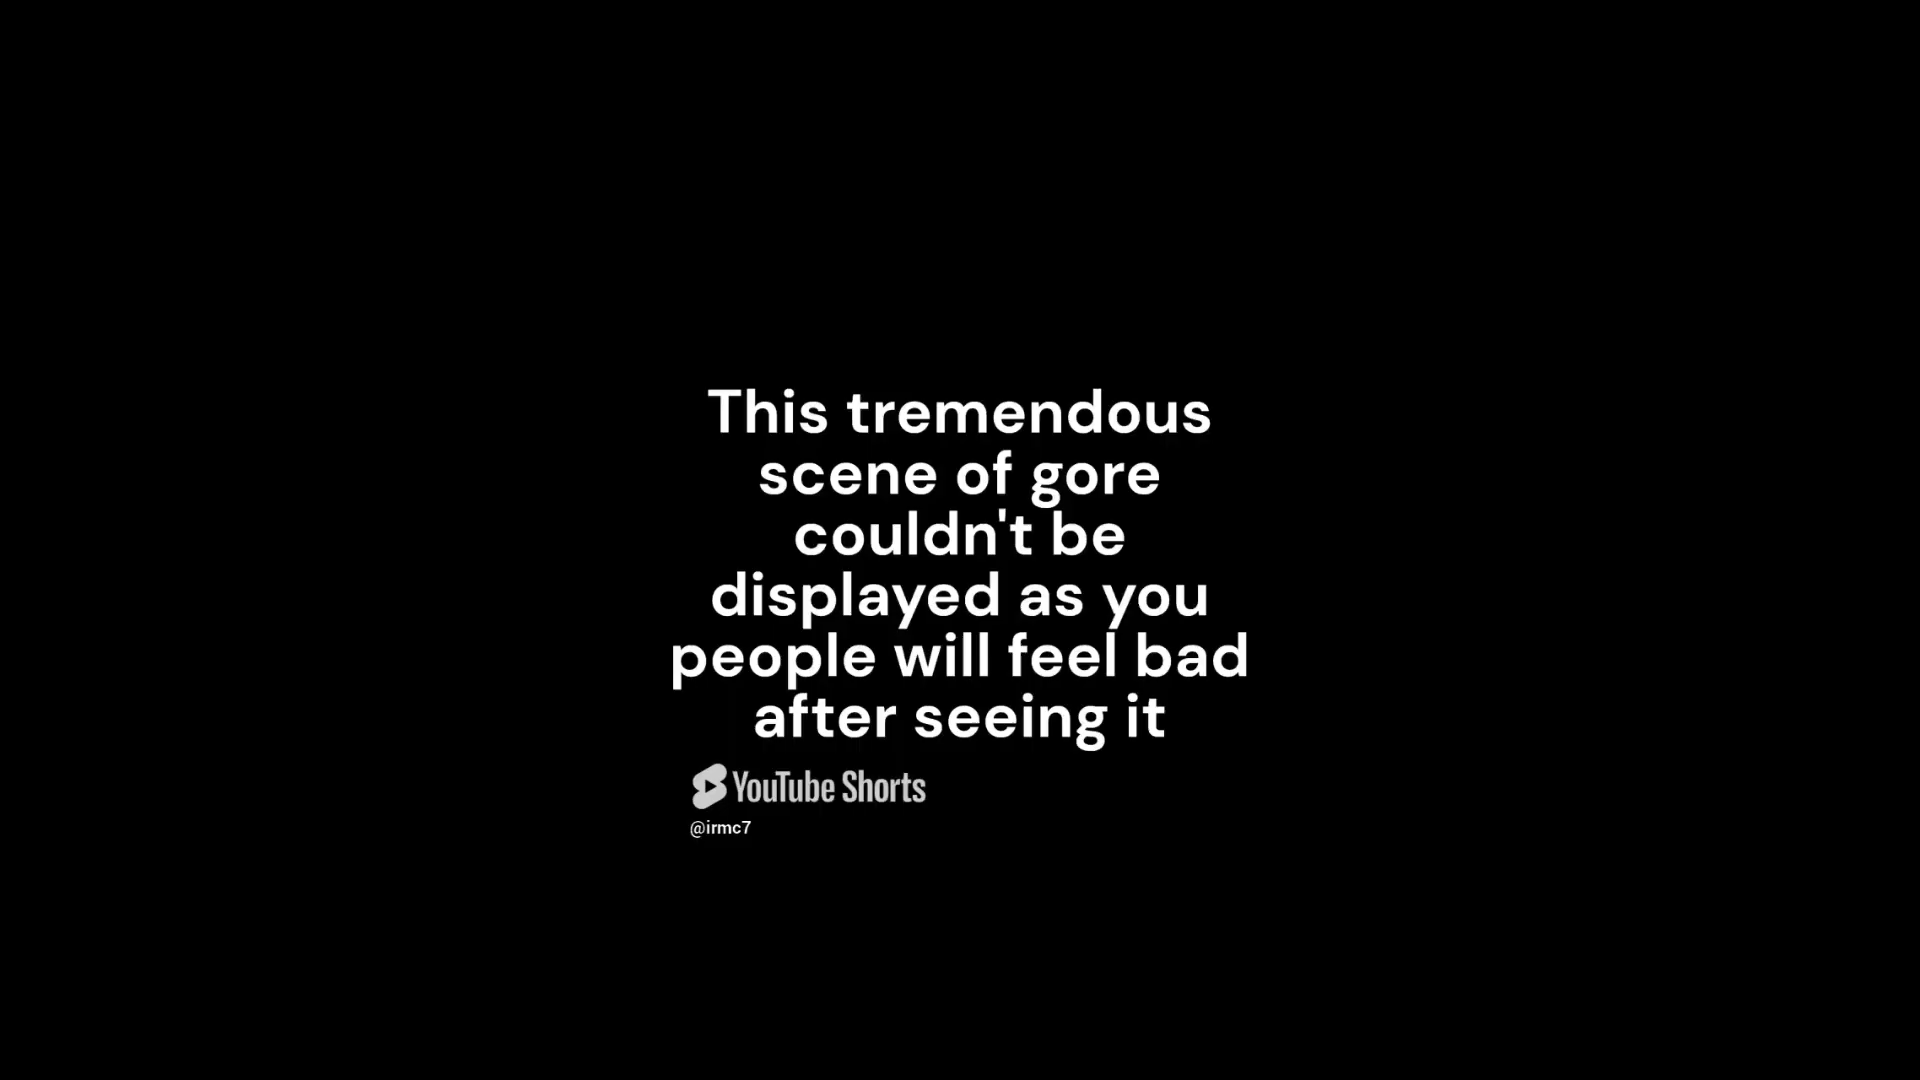 This tremendous
scene of gore
couldn't be
displayed as you
people will feel bad
after seeing it
YouTube Shorts
@irmc7